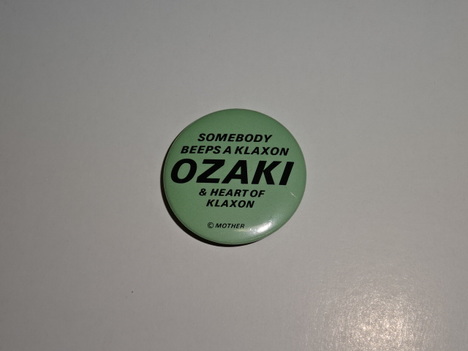 SOMEBODY
BEEPS A KLAXON
OZAKI
& HEART OF
KLAXON
© MOTHER